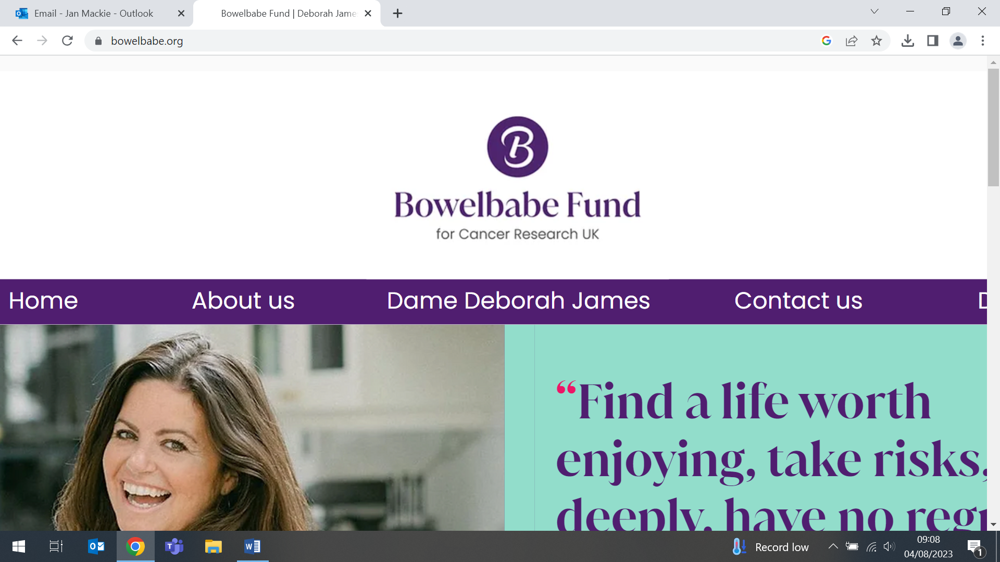 Email - Jan Mackie - Outlook
Bowelbabe Fund | Deborah Jame
bowelbabe.org
B
Bowelbabe Fund
for Cancer Research UK
Home
About us
Dame Deborah James
Contact us
D
“Find a life worth
enjoying, take risks,
deeply, have no regr
Record low
09:08
04/08/2023
1